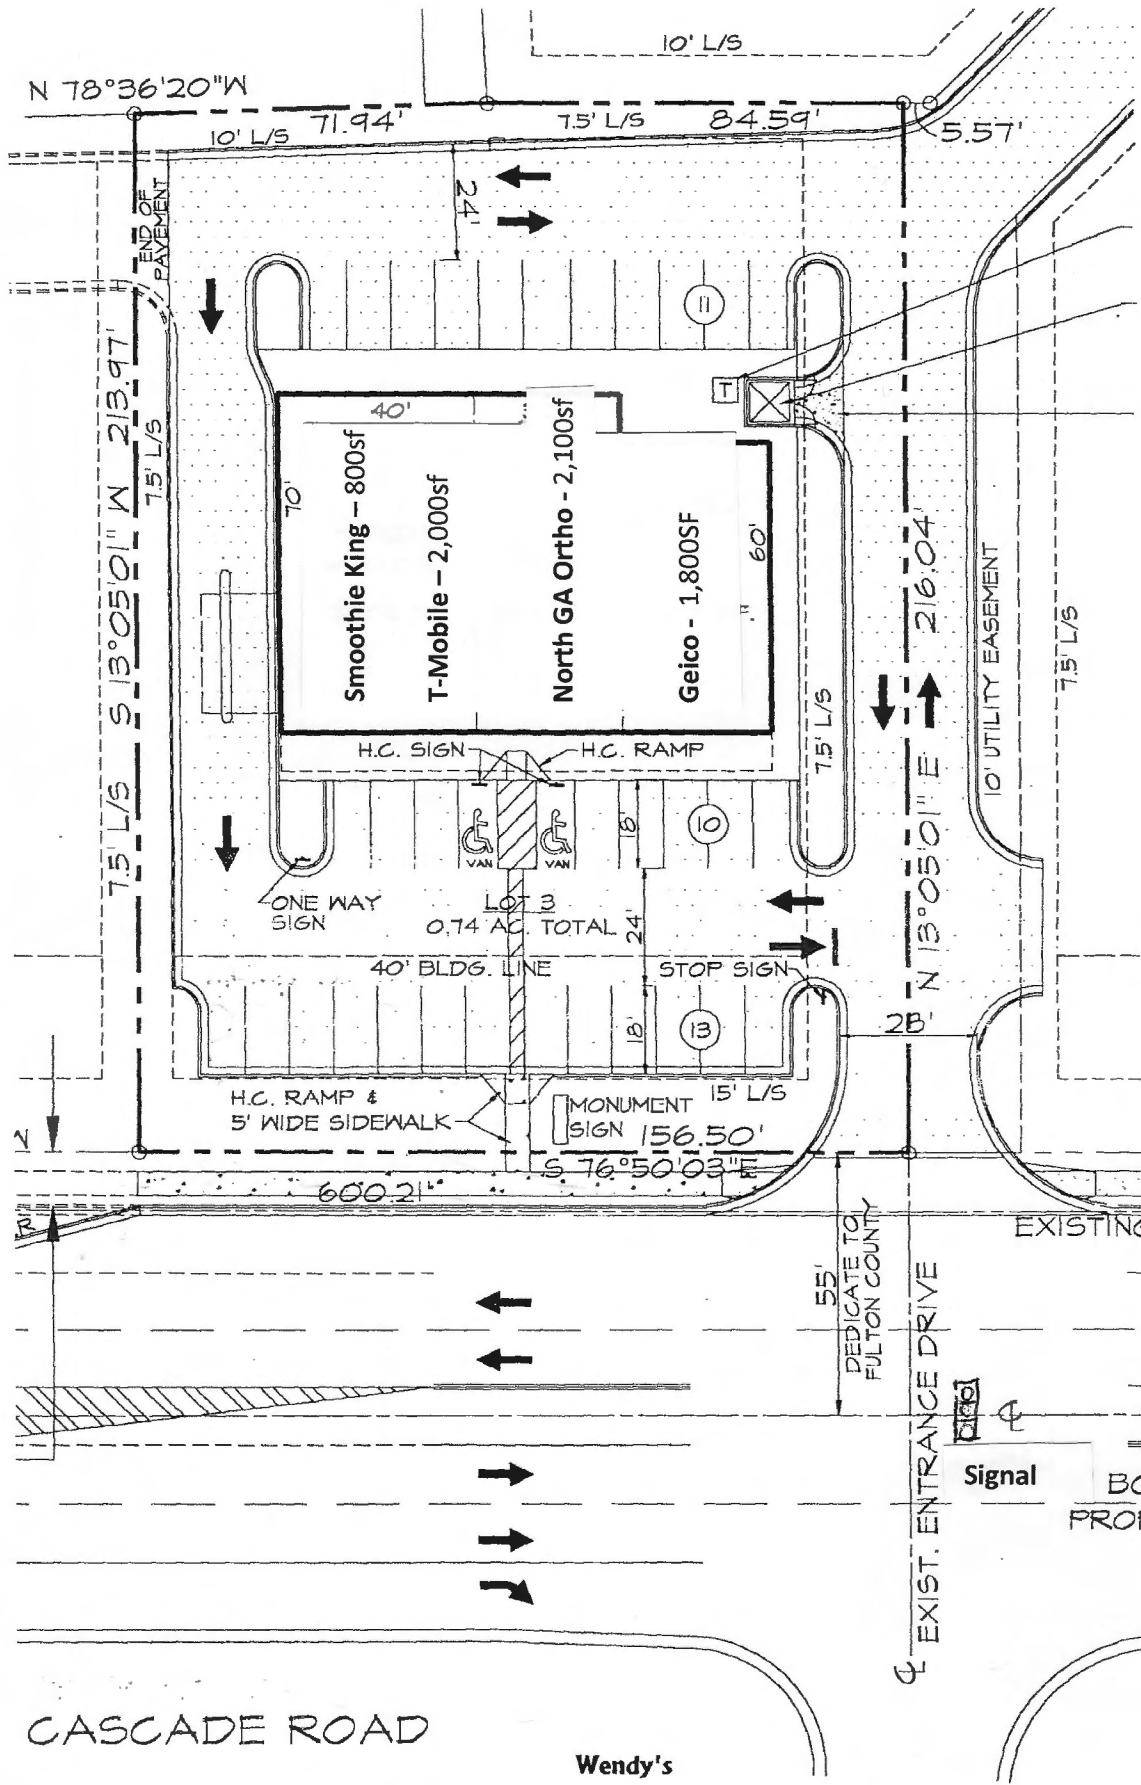 10' L/S
N 78°36'20"W
71.94'
7.5' L/S
84.59'
5.57'
10' L/S
24'
END OF
PAVEMENT
11
T
40'
70'
Smoothie King – 800sf
T-Mobile – 2,000sf
North GA Ortho - 2,100sf
Geico - 1,800SF
60'
7.5' L/S
7.5' L/S S 13°05'01" W 213.97'
N 13°05'01" E 216.04'
10' UTILITY EASEMENT
7.5' L/S
7.5' L/S
H.C. SIGN
H.C. RAMP
VAN
VAN
18'
10
ONE WAY
SIGN
LOT 3
0.74 AC. TOTAL
24'
40' BLDG. LINE
STOP SIGN
18'
13
28'
H.C. RAMP &
5' WIDE SIDEWALK
MONUMENT
SIGN
15' L/S
156.50'
S 76°50'03"E
600.21'
R
EXISTING
55'
DEDICATE TO
FULTON COUNTY
EXIST. ENTRANCE DRIVE
Signal
BO
PROP
CASCADE ROAD
Wendy's